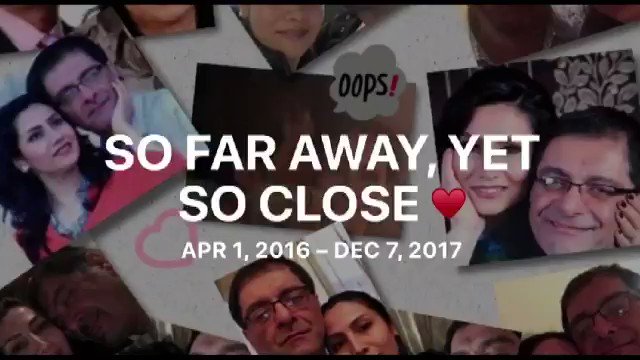 OOPS!
SO FAR AWAY, YET
SO CLOSE ♥
APR 1, 2016 – DEC 7, 2017